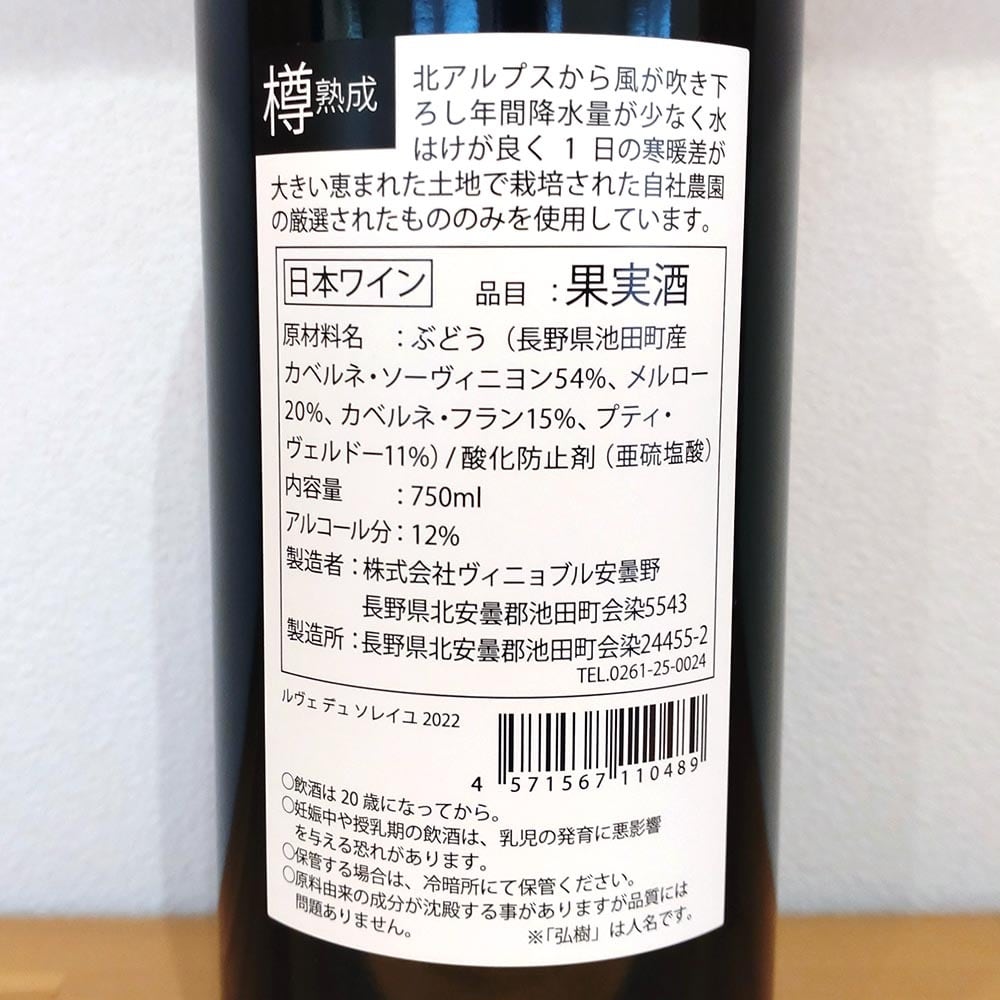 樽熟成
北アルプスから風が吹き下
ろし年間降水量が少なく水
はけが良く 1 日の寒暖差が
大きい恵まれた土地で栽培された自社農園
の厳選されたもののみを使用しています。
日本ワイン 品目 : 果実酒
原材料名 : ぶどう（長野県池田町産
カベルネ・ソーヴィニヨン54%、メルロー
20%、カベルネ・フラン15%、プティ・
ヴェルドー11%）/ 酸化防止剤（亜硫塩酸）
内容量 : 750ml
アルコール分 : 12%
製造者 : 株式会社ヴィニョブル安曇野
長野県北安曇郡池田町会染5543
製造所 : 長野県北安曇郡池田町会染24455-2
TEL.0261-25-0024
ルヴェ デュ ソレイユ 2022
4 571567 110489
○飲酒は 20 歳になってから。
○妊娠中や授乳期の飲酒は、乳児の発育に悪影響
を与える恐れがあります。
○保管する場合は、冷暗所にて保管ください。
○原料由来の成分が沈殿する事がありますが品質には
問題ありません。
※「弘樹」は人名です。